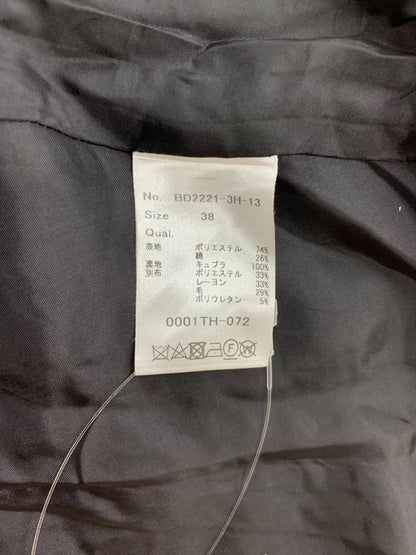 No. BD2221-3H-13
Size 38
Qual.
表地 ポリエステル 74%
綿 26%
裏地 キュプラ 100%
別布 ポリエステル 33%
レーヨン 33%
毛 29%
ポリウレタン 5%
0001TH-072
F W